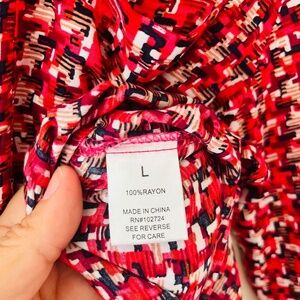 L
100%RAYON
MADE IN CHINA
RN#102724
SEE REVERSE
FOR CARE